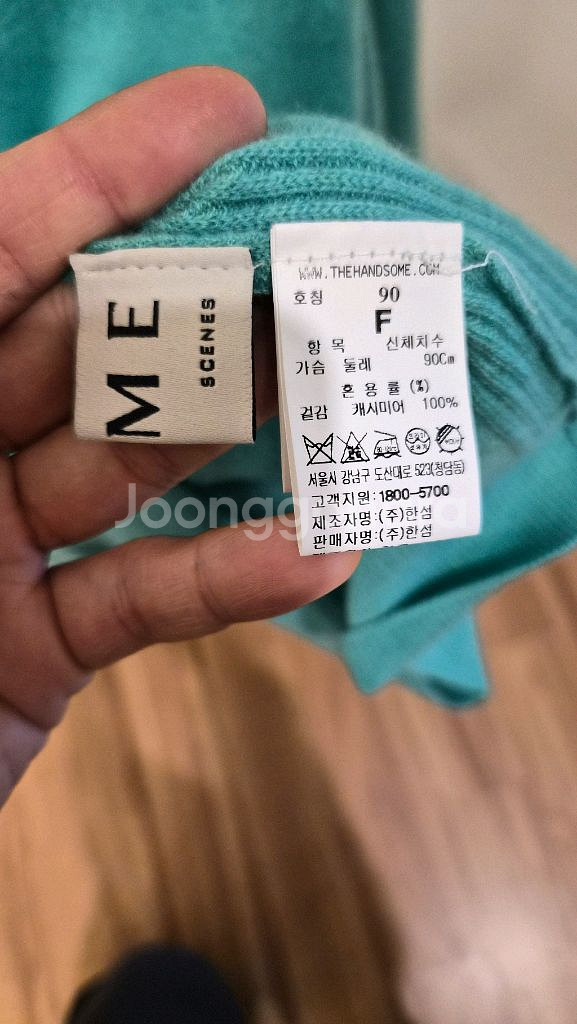 ME
SCENES
WWW.THEHANDSOME.COM
호칭 90
F
항 목 신체치수
가슴 둘레 90Cm
혼 용 률 (%)
겉감 캐시미어 100%
서울시 강남구 도산대로 523(청담동)
고객지원:1800-5700
제조자명:(주)한섬
판매자명:(주)한섬